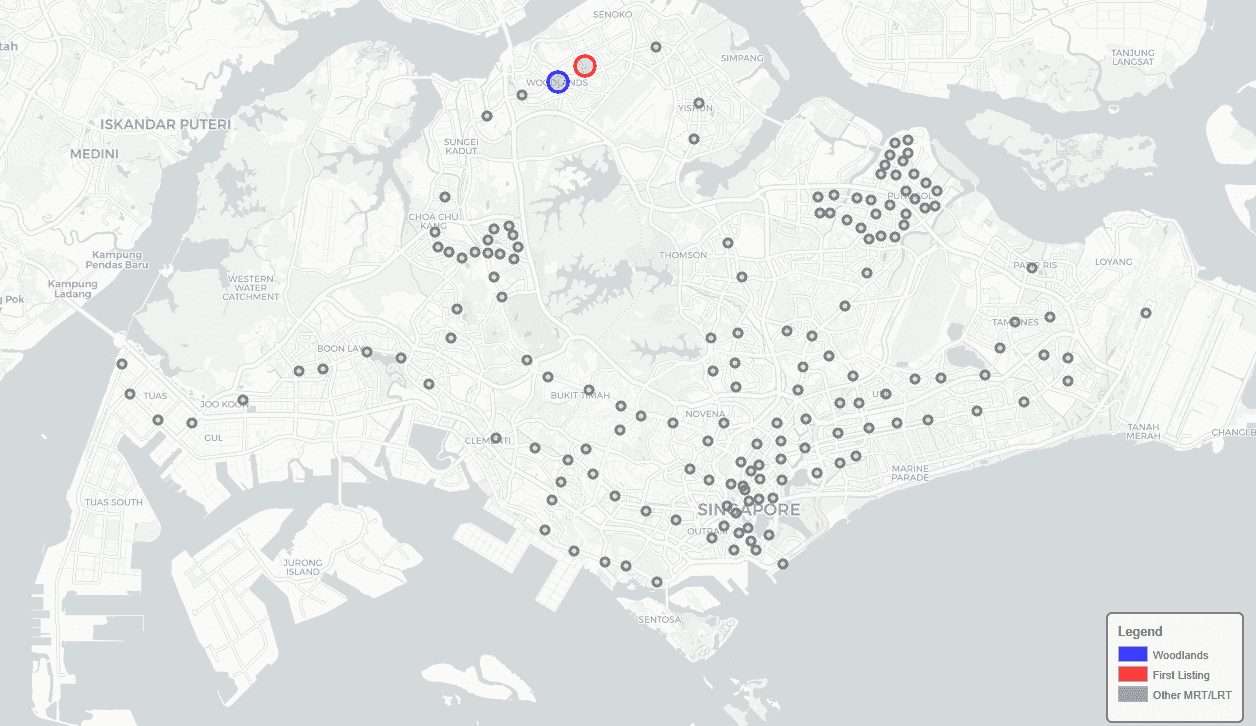 SENOKO
tah
SIMPANG
TANJUNG
LANGSAT
WOODLANDS
YISHUN
ISKANDAR PUTERI
MEDINI
SUNGEI
KADUT
CHOA CHU
KANG
PUNGGOL
THOMSON
Kampung
Pendas Baru
Kampung
Ladang
g Pok
WESTERN
WATER
CATCHMENT
PASIR RIS
LOYANG
TAMPINES
BOON LAY
TUAS
JOO KOON
GUL
BUKIT TIMAH
NOVENA
UBI
CLEMENTI
TANAH
MERAH
CHANGI B
MARINE
PARADE
TUAS SOUTH
SINGAPORE
OUTRAM
JURONG
ISLAND
SENTOSA
Legend
Woodlands
First Listing
Other MRT/LRT